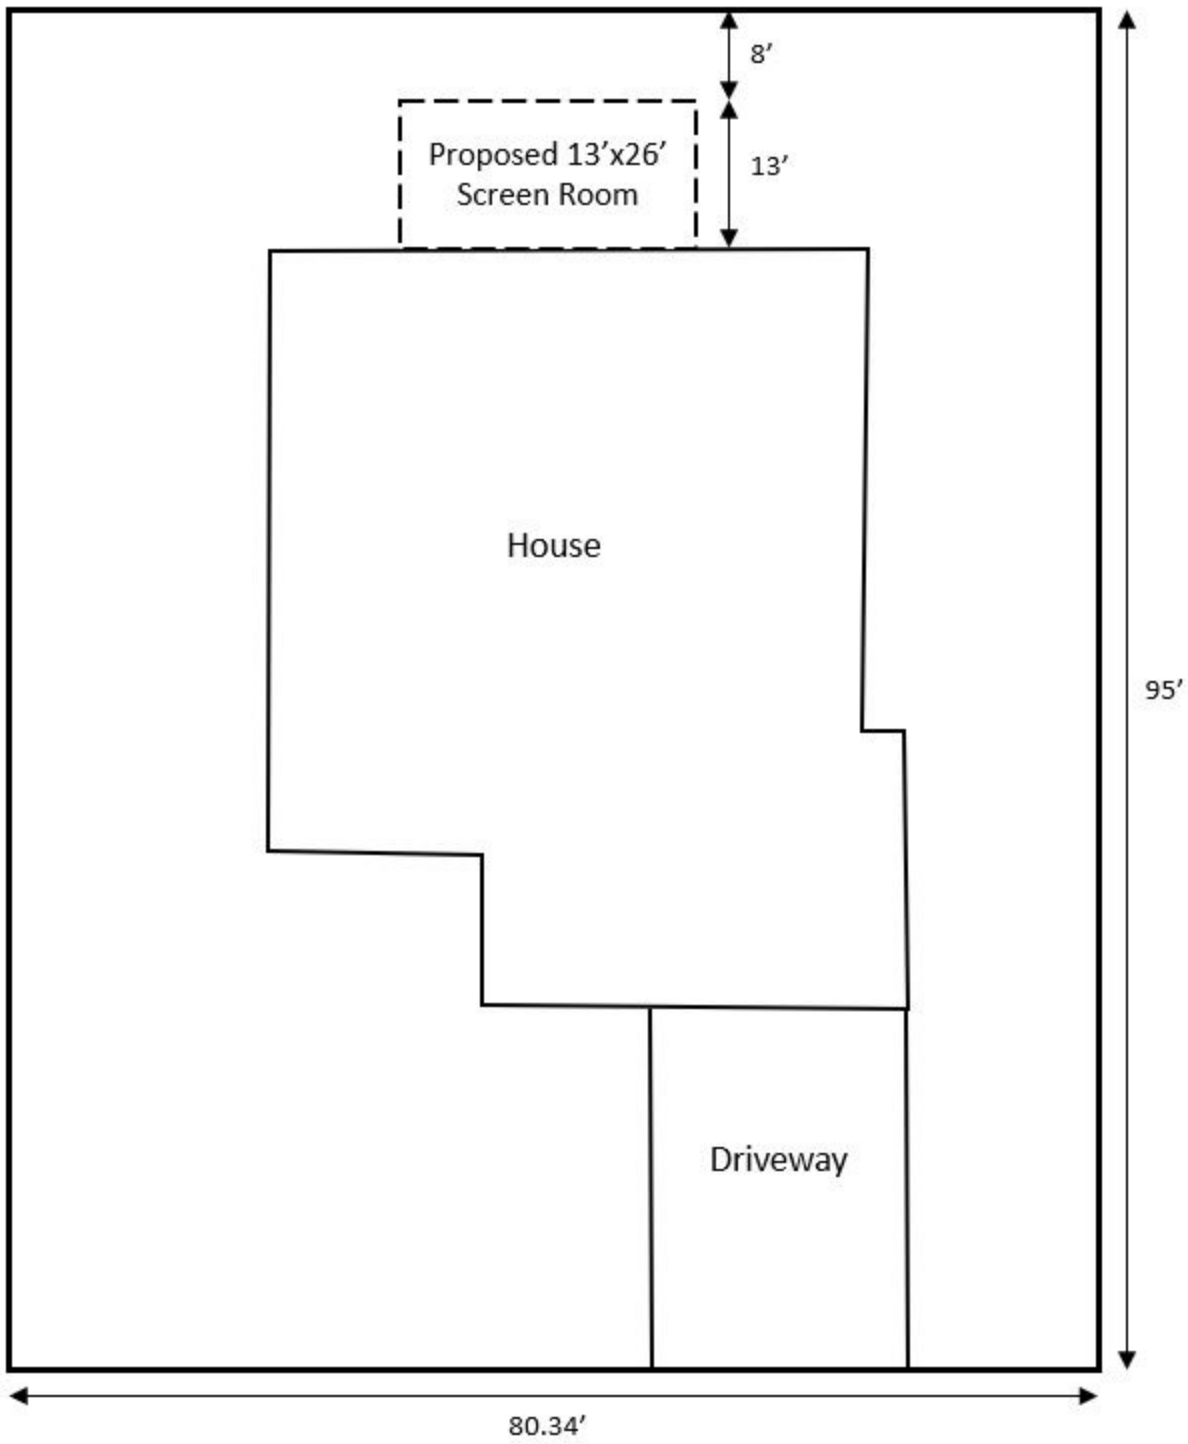 8’
Proposed 13’x26’
Screen Room
13’
House
95’
Driveway
80.34’